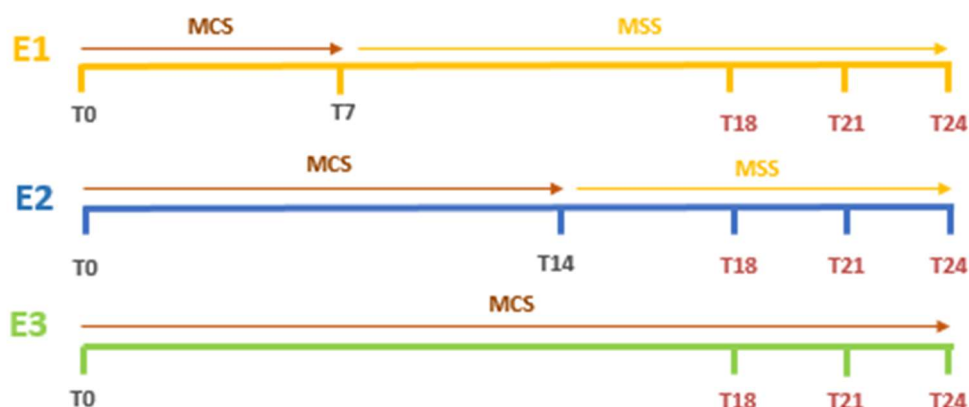 MCS MSS
E1
T0 T7 T18 T21 T24
MCS MSS
E2
T0 T14 T18 T21 T24
MCS
E3
T0 T18 T21 T24